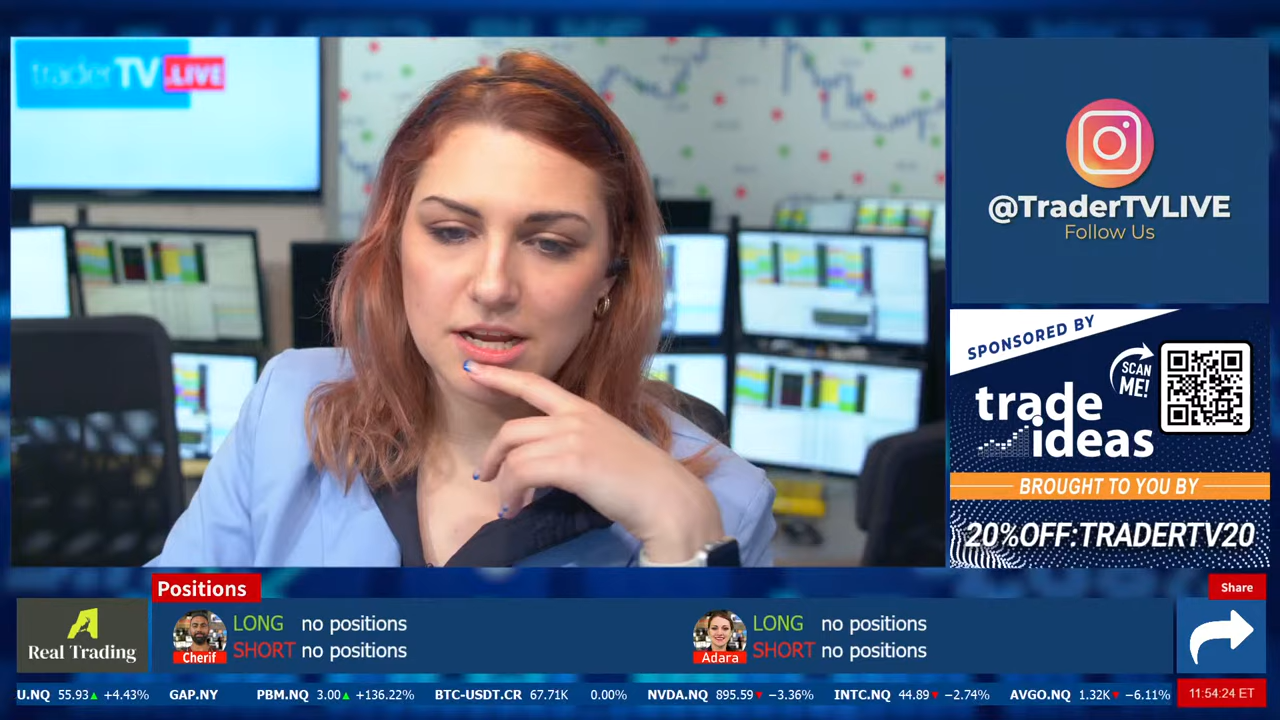 traderTV.LIVE
@TraderTVLIVE
Follow Us
SPONSORED BY
SCAN
ME!
trade
ideas
BROUGHT TO YOU BY
20%OFF:TRADERTV20
Positions
Share
Real Trading
Cherif
LONG no positions
SHORT no positions
Adara
LONG no positions
SHORT no positions
U.NQ 55.93▲ +4.43% GAP.NY PBM.NQ 3.00▲ +136.22% BTC-USDT.CR 67.71K 0.00% NVDA.NQ 895.59▼ −3.36% INTC.NQ 44.89▼ −2.74% AVGO.NQ 1.32K▼ −6.11%
11:54:24 ET